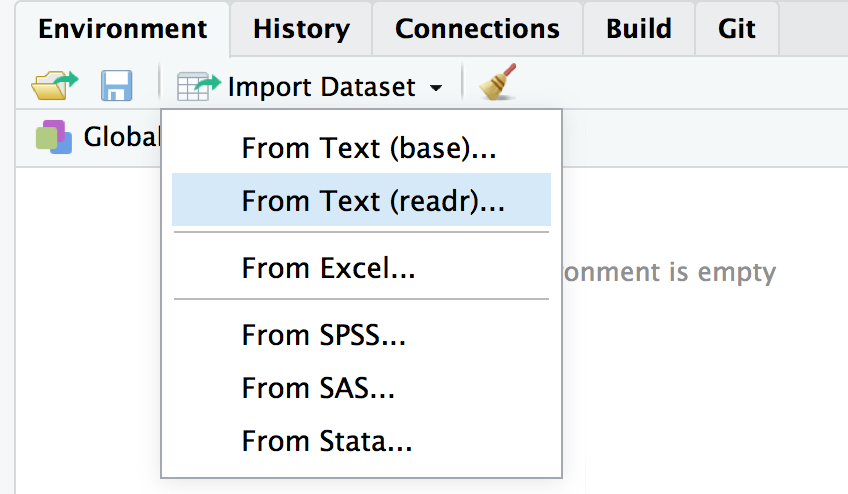 Environment History Connections Build Git
Import Dataset
Global
From Text (base)...
From Text (readr)...
From Excel...
onment is empty
From SPSS...
From SAS...
From Stata...